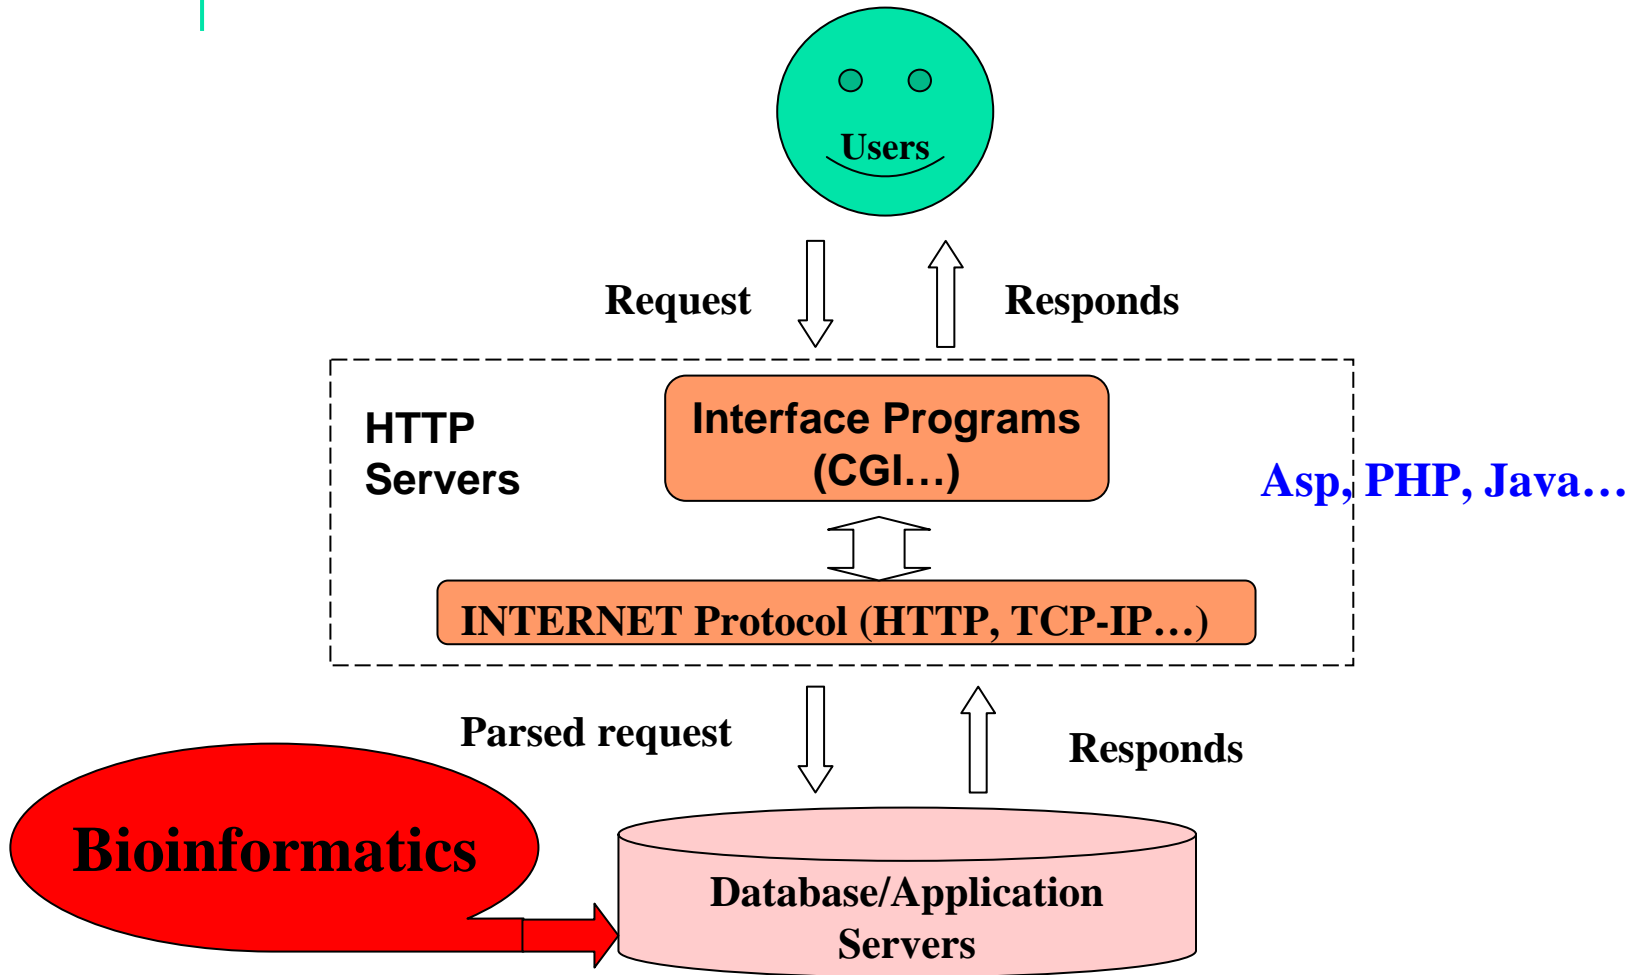 Users
Request
Responds
HTTP
Servers
Interface Programs
(CGI…)
Asp, PHP, Java…
INTERNET Protocol (HTTP, TCP-IP…)
Parsed request
Responds
Bioinformatics
Database/Application
Servers